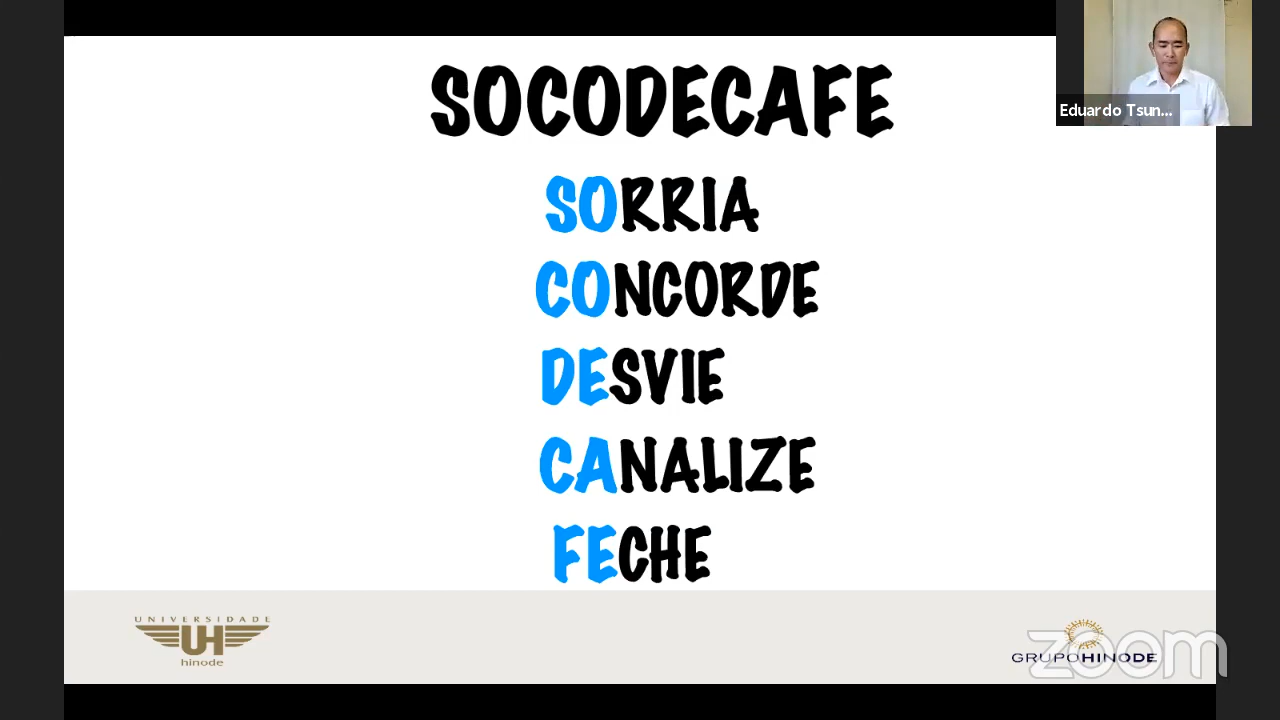 SOCODECAFE
Eduardo Tsun...
SORRIA
CONCORDE
DESVIE
CANALIZE
FECHE
UNIVERSIDADE
UH
hinode
GRUPOHINODE
zoom